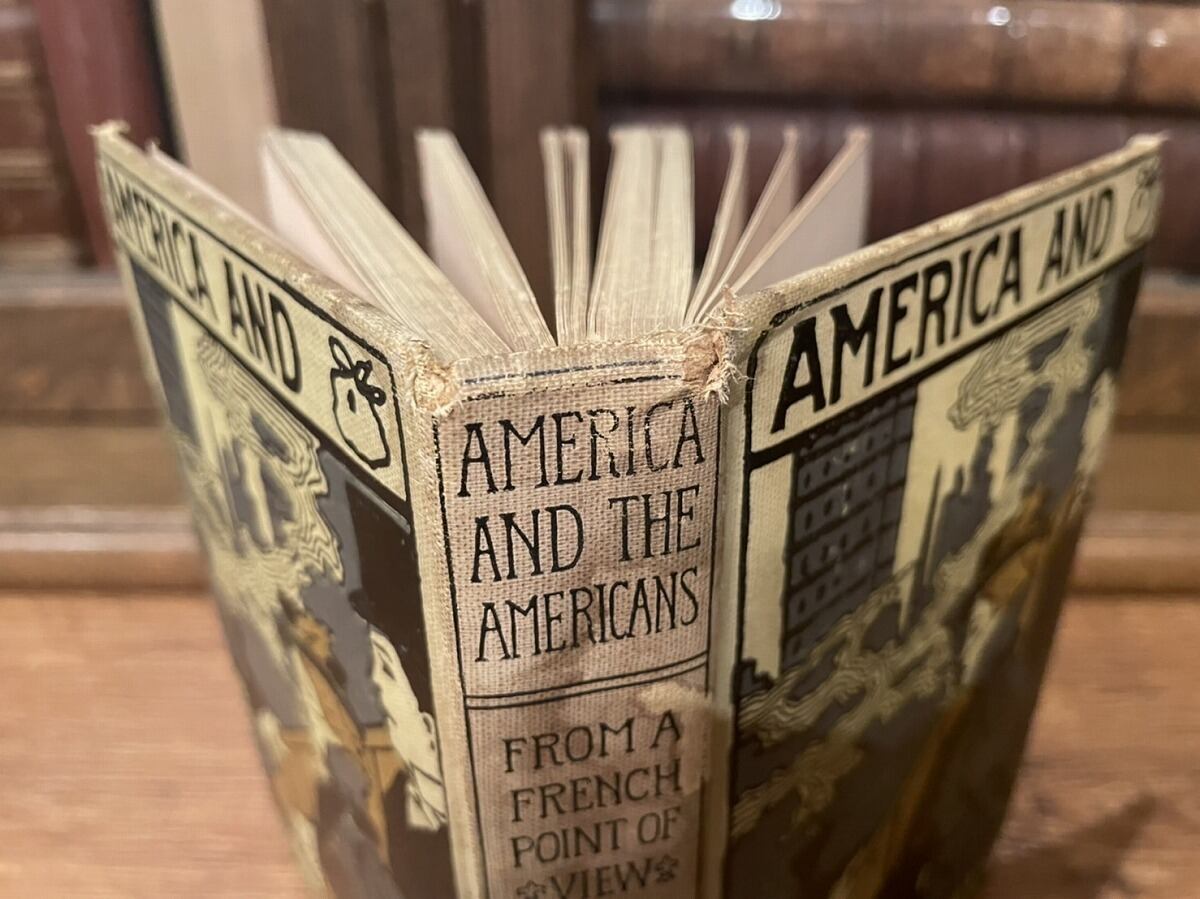 AMERICA AND
AMERICA
AND THE
AMERICANS
FROM A
FRENCH
POINT OF
VIEW
AMERICA AND